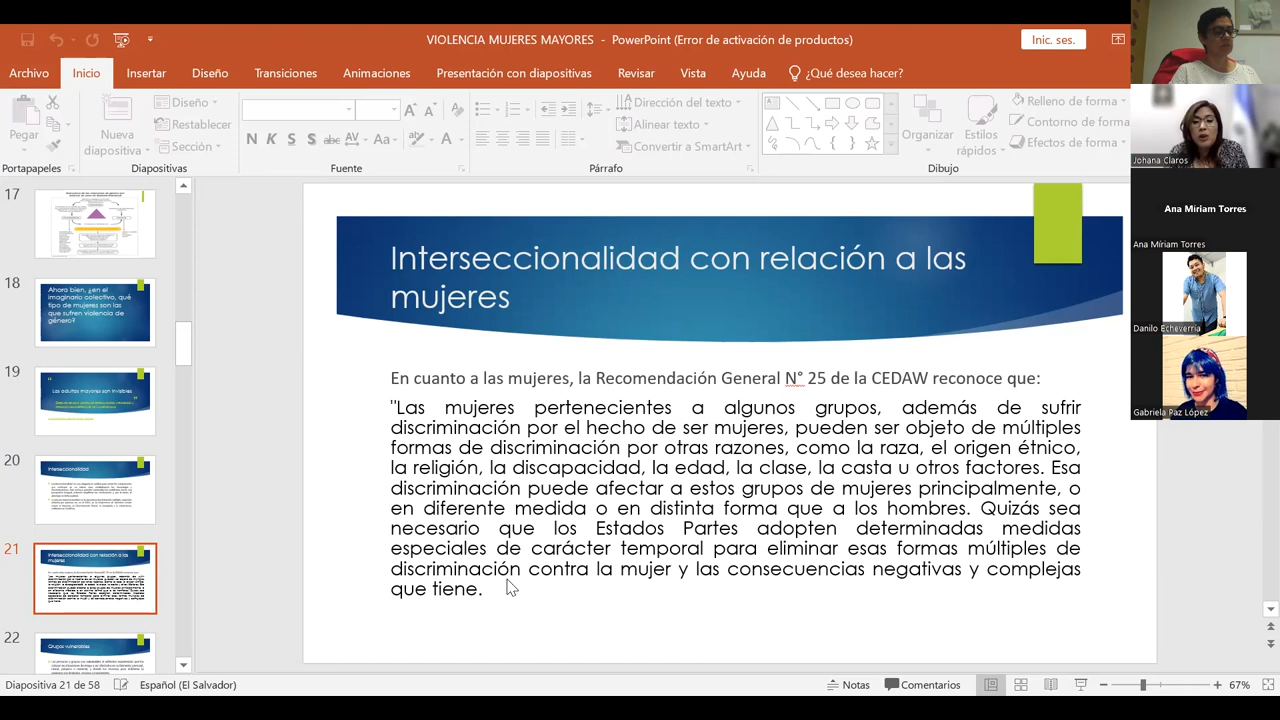 VIOLENCIA MUJERES MAYORES - PowerPoint (Error de activación de productos)
Inic. ses.
Archivo Inicio Insertar Diseño Transiciones Animaciones Presentación con diapositivas Revisar Vista Ayuda ¿Qué desea hacer?
Pegar
Nueva diapositiva
Diseño
Restablecer
Sección
N K S S abc AV Aa A
Dirección del texto
Alinear texto
Convertir a SmartArt
Organizar
Estilos rápidos
Relleno de forma
Contorno de forma
Efectos de forma
Portapapeles Diapositivas Fuente Párrafo Dibujo
17
18
Ahora bien, ¿en el
imaginario colectivo, qué
tipo de mujeres son las
que sufren violencia de
género?
19
Las adultas mayores son invisibles
20
Interseccionalidad
21
Interseccionalidad con relación a las
mujeres
22
Grupos vulnerables
Interseccionalidad con relación a las
mujeres
En cuanto a las mujeres, la Recomendación General N° 25 de la CEDAW reconoce que:
"Las mujeres pertenecientes a algunos grupos, además de sufrir
discriminación por el hecho de ser mujeres, pueden ser objeto de múltiples
formas de discriminación por otras razones, como la raza, el origen étnico,
la religión, la discapacidad, la edad, la clase, la casta u otros factores. Esa
discriminación puede afectar a estos grupos de mujeres principalmente, o
en diferente medida o en distinta forma que a los hombres. Quizás sea
necesario que los Estados Partes adopten determinadas medidas
especiales de carácter temporal para eliminar esas formas múltiples de
discriminación contra la mujer y las consecuencias negativas y complejas
que tiene.
Johana Claros
Ana Miriam Torres
Ana Míriam Torres
Danilo Echeverría
Gabriela Paz López
Diapositiva 21 de 58 Español (El Salvador) Notas Comentarios 67%